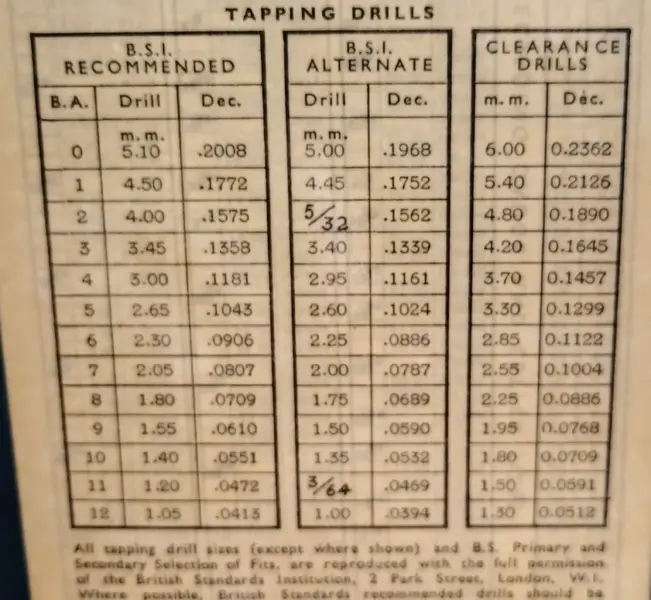 TAPPING DRILLS
B.S.I. RECOMMENDED B.S.I. ALTERNATE CLEARANCE DRILLS
B.A. Drill Dec. Drill Dec. m.m. Dec.
m.m. m.m.
0 5.10 .2008 5.00 .1968 6.00 0.2362
1 4.50 .1772 4.45 .1752 5.40 0.2126
2 4.00 .1575 5/32 .1562 4.80 0.1890
3 3.45 .1358 3.40 .1339 4.20 0.1645
4 3.00 .1181 2.95 .1161 3.70 0.1457
5 2.65 .1043 2.60 .1024 3.30 0.1299
6 2.30 .0906 2.25 .0886 2.85 0.1122
7 2.05 .0807 2.00 .0787 2.55 0.1004
8 1.80 .0709 1.75 .0689 2.25 0.0886
9 1.55 .0610 1.50 .0590 1.95 0.0768
10 1.40 .0551 1.35 .0532 1.80 0.0709
11 1.20 .0472 3/64 .0469 1.50 0.0591
12 1.05 .0413 1.00 .0394 1.30 0.0512
All tapping drill sizes (except where shown) and B.S. Primary and
Secondary Selection of Fits, are reproduced with the full permission
of the British Standards Institution, 2 Park Street, London, W.1.
Where possible, British Standards recommended drills should be